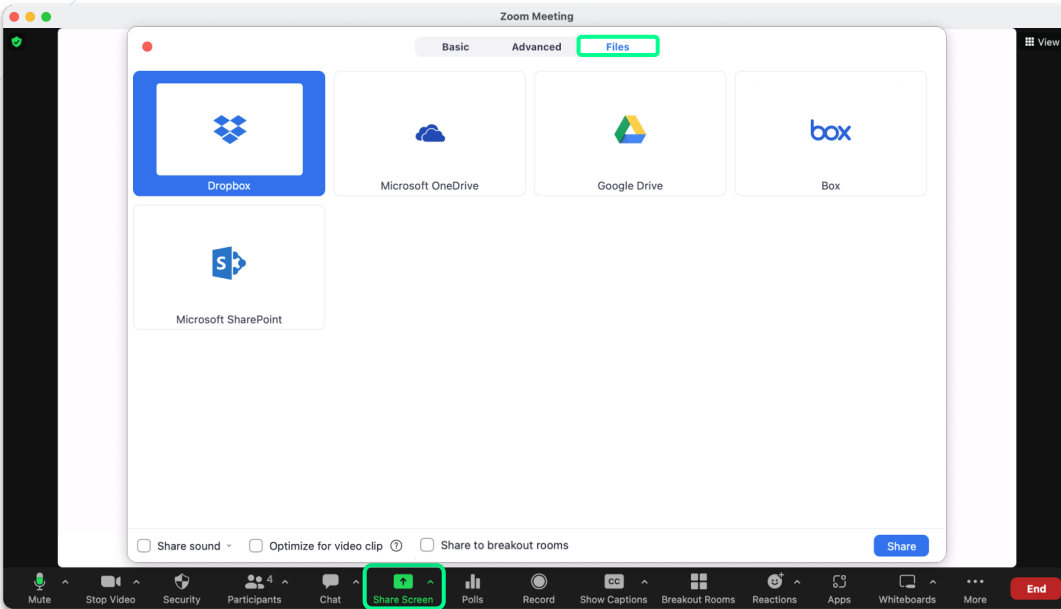 Zoom Meeting
Basic Advanced Files
View
box
Dropbox Microsoft OneDrive Google Drive Box
S
Microsoft SharePoint
Share sound Optimize for video clip ? Share to breakout rooms Share
4
CC
Mute Stop Video Security Participants Chat Share Screen Polls Record Show Captions Breakout Rooms Reactions Apps Whiteboards More End